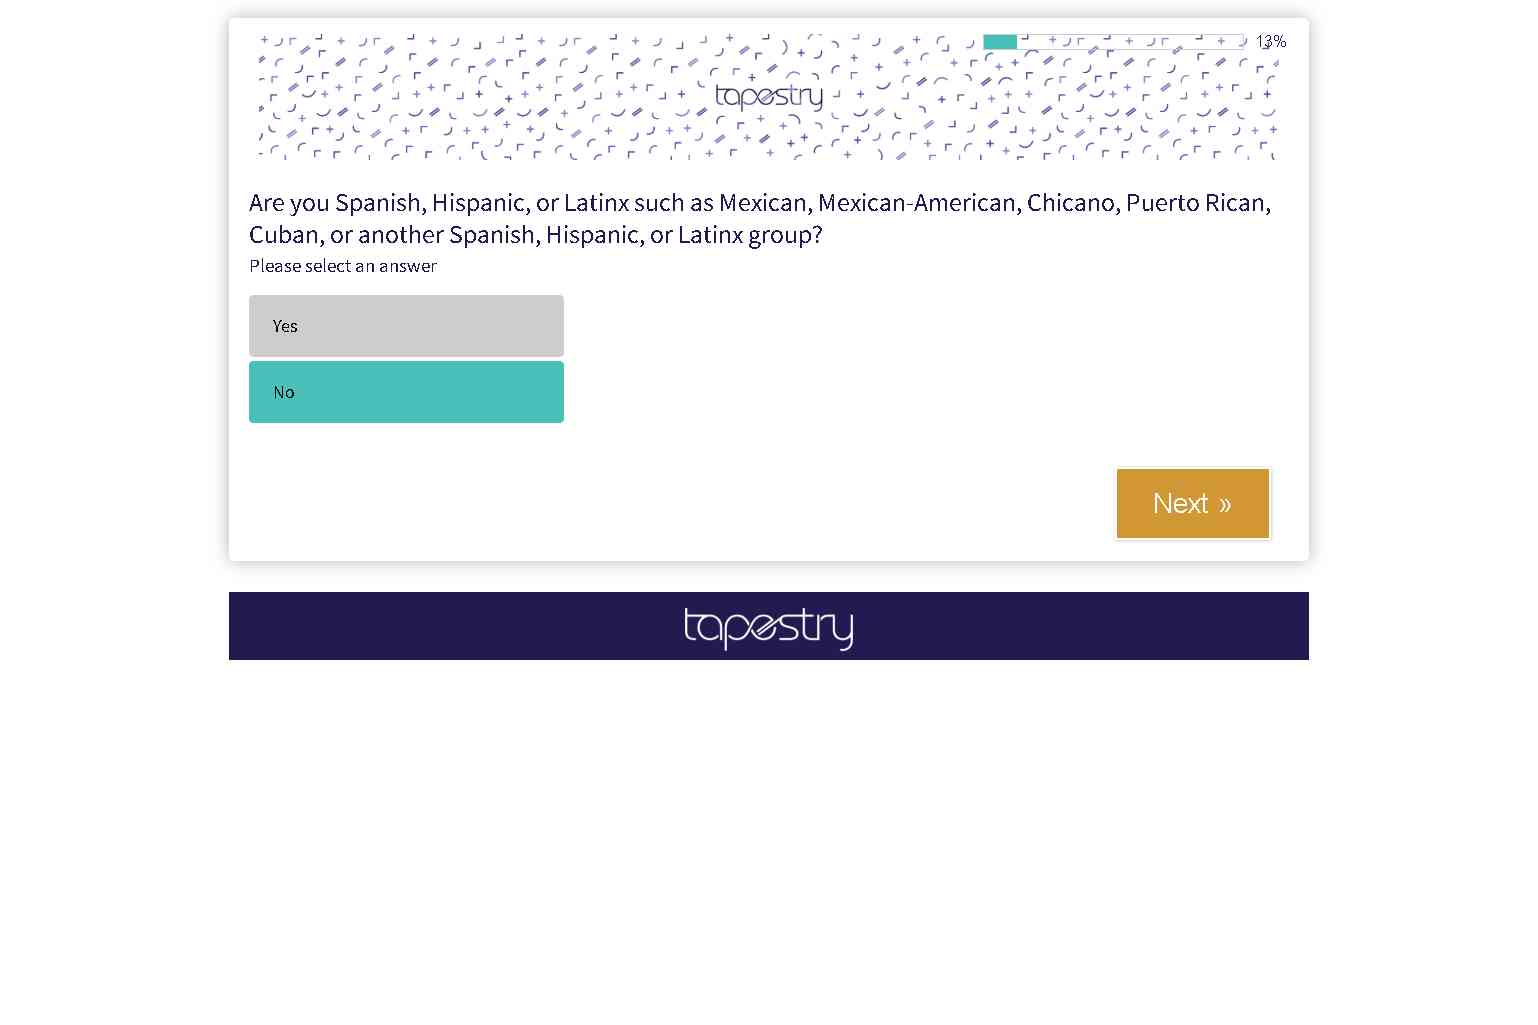 13%
tapestry
Are you Spanish, Hispanic, or Latinx such as Mexican, Mexican-American, Chicano, Puerto Rican,
Cuban, or another Spanish, Hispanic, or Latinx group?
Please select an answer
Yes
No
Next »
tapestry